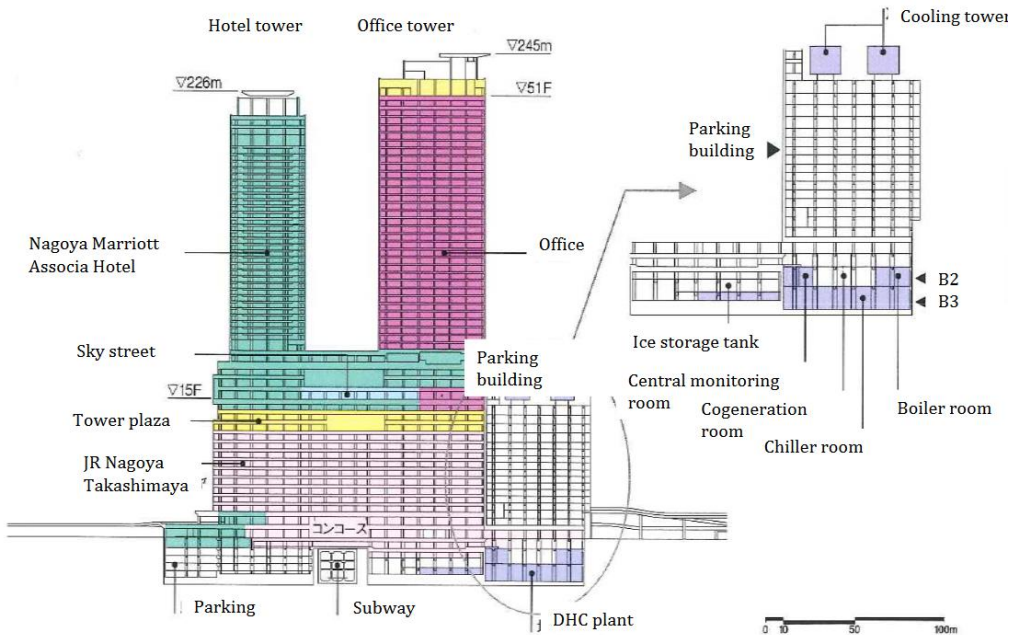 Hotel tower
Office tower
Cooling tower
▽245m
▽226m
▽51F
Parking
building
Nagoya Marriott
Associa Hotel
Office
B2
B3
Sky street
Parking
building
Ice storage tank
Central monitoring
room
Cogeneration
room
Boiler room
Chiller room
▽15F
Tower plaza
JR Nagoya
Takashimaya
コンコース
Parking
Subway
DHC plant
0 10 50 100m